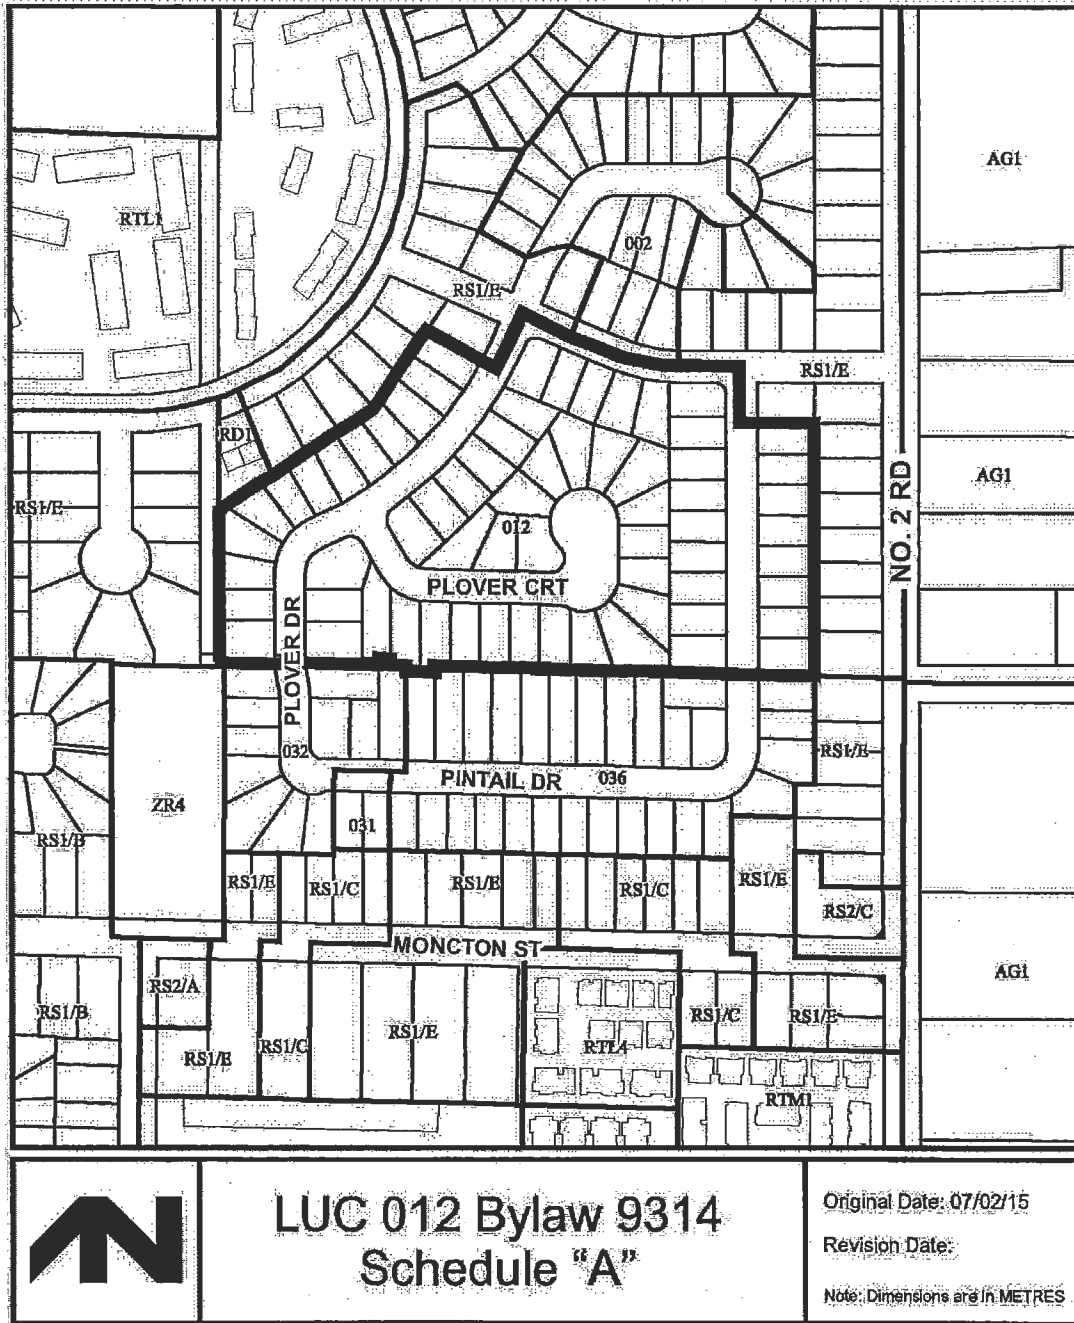 AG1
RTL1
002
RS1/E
RS1/E
RD1
AG1
RS1/E
NO. 2 RD
012
PLOVER CRT
PLOVER DR
032
RS1/E
PINTAIL DR
036
ZR4
031
RS1/B
RS1/E
RS1/C
RS1/E
RS1/C
RS1/E
RS2/C
MONCTON ST
AG1
RS2/A
RS1/B
RS1/E
RS1/C
RS1/E
RTL4
RS1/C
RS1/E
RTM1
LUC 012 Bylaw 9314
Schedule "A"
Original Date: 07/02/15
Revision Date:
Note: Dimensions are in METRES